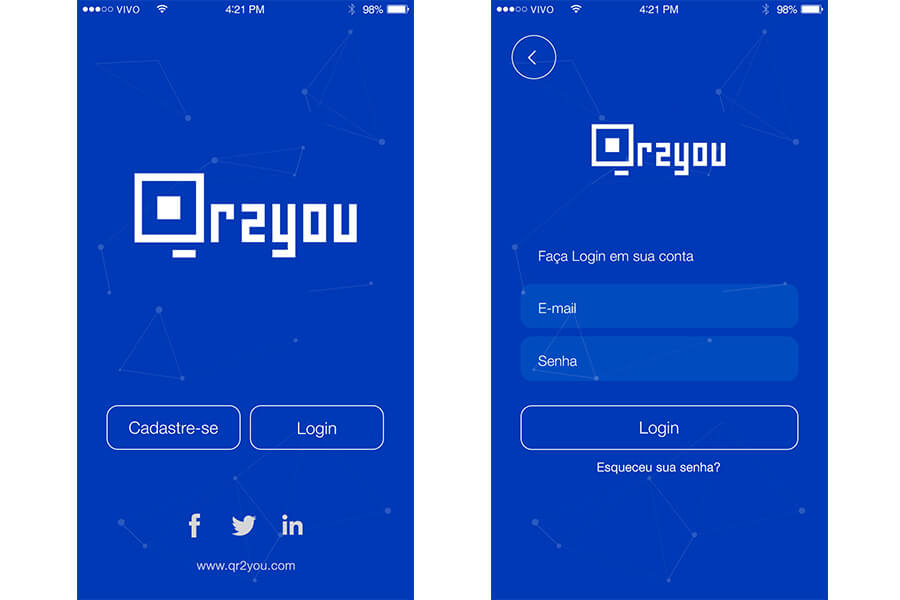 VIVO 4:21 PM 98%
Qr2you
Cadastre-se
Login
www.qr2you.com
VIVO 4:21 PM 98%
Qr2you
Faça Login em sua conta
E-mail
Senha
Login
Esqueceu sua senha?